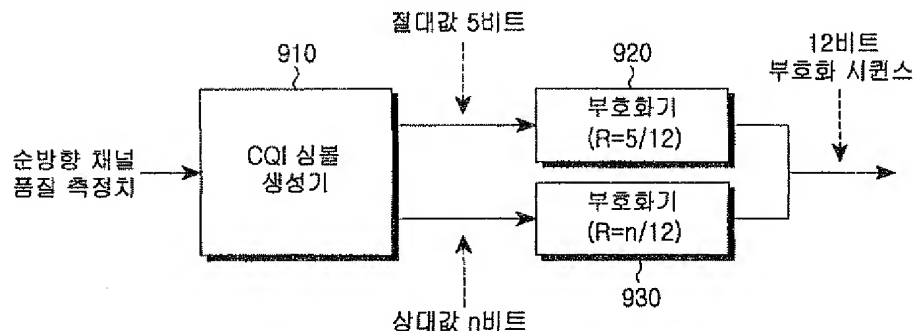 절대값 5비트
12비트
부호화 시퀀스
910
920
순방향 채널
품질 측정치
CQI 심볼
생성기
부호화기
(R=5/12)
부호화기
(R=n/12)
930
상대값 n비트